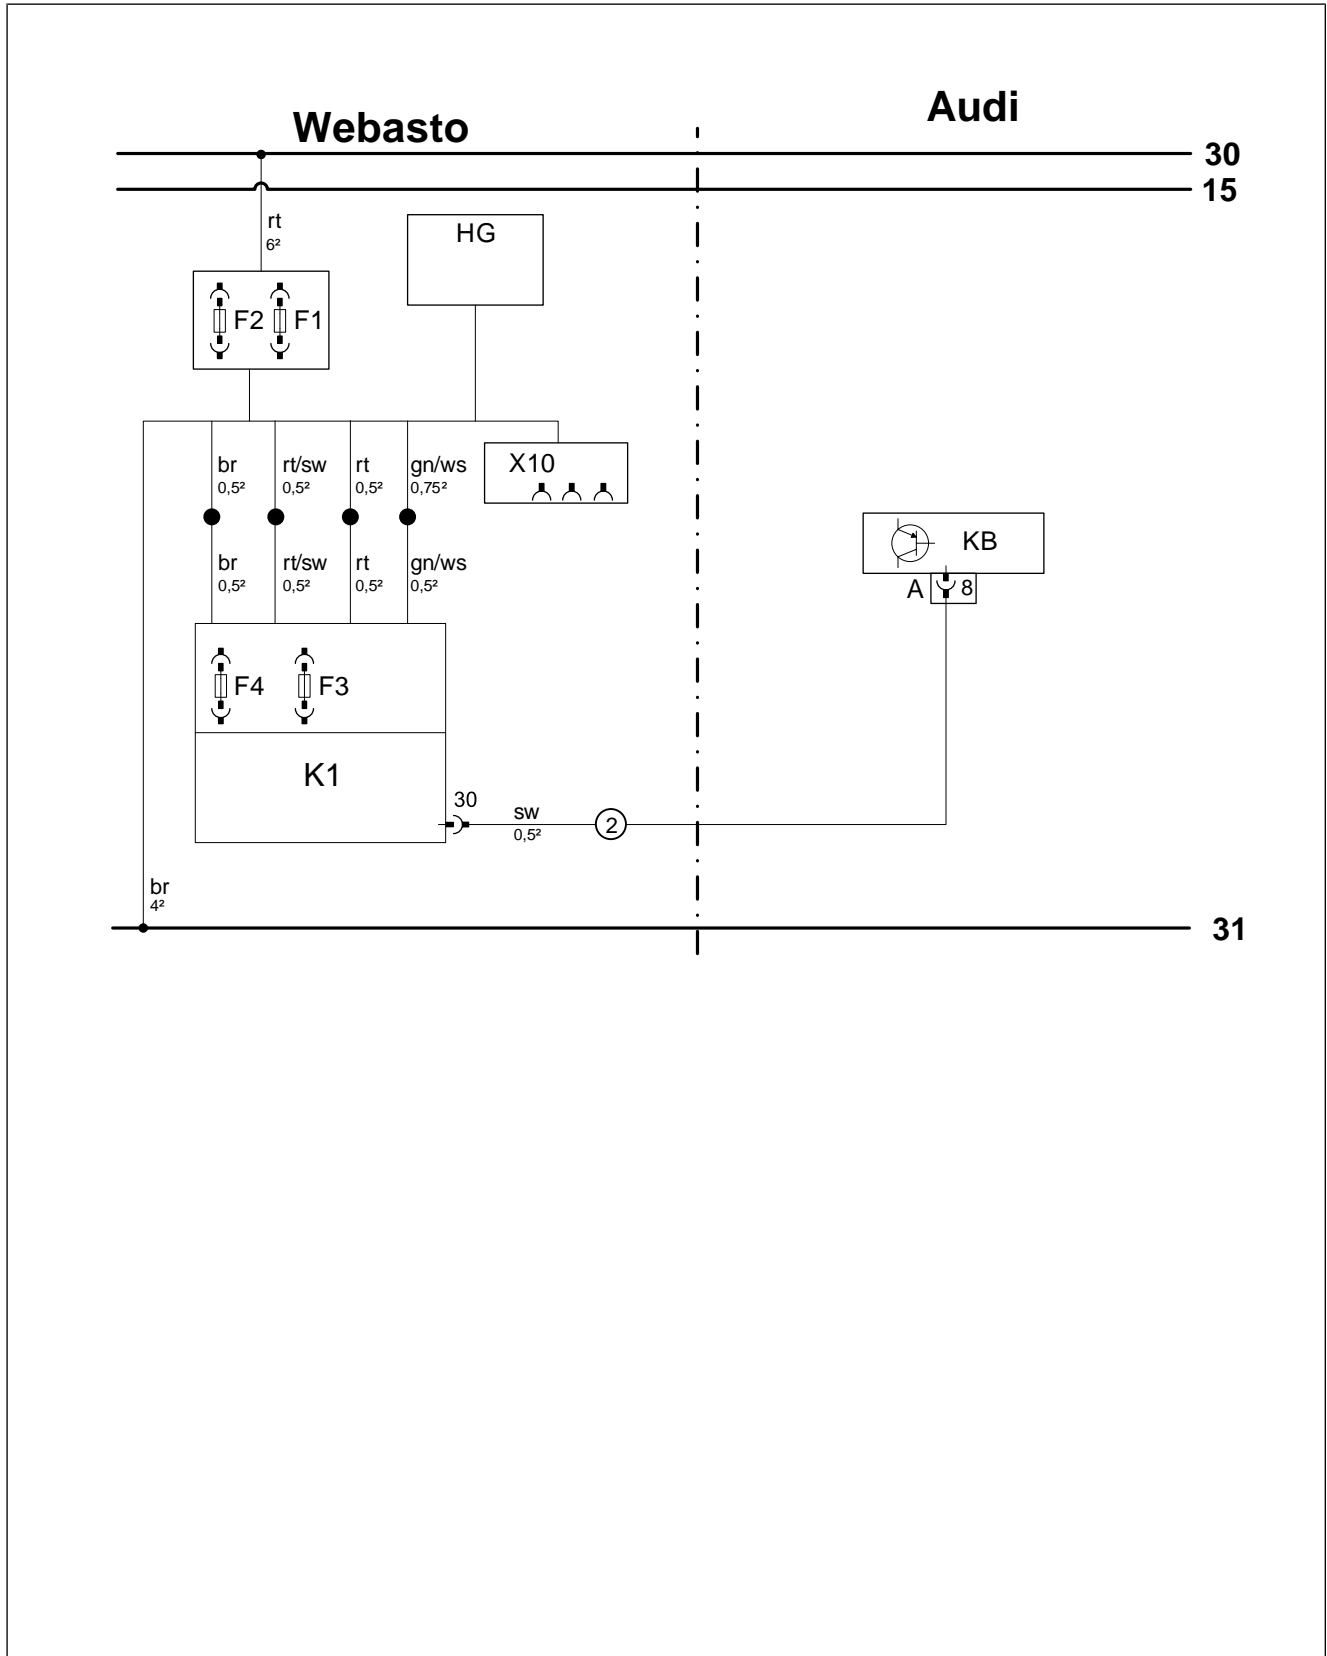 Webasto
Audi
30
15
rt
6²
HG
F2
F1
br
0,5²
rt/sw
0,5²
rt
0,5²
gn/ws
0,75²
X10
KB
A
8
br
0,5²
rt/sw
0,5²
rt
0,5²
gn/ws
0,5²
F4
F3
K1
30
sw
0,5²
2
br
4²
31